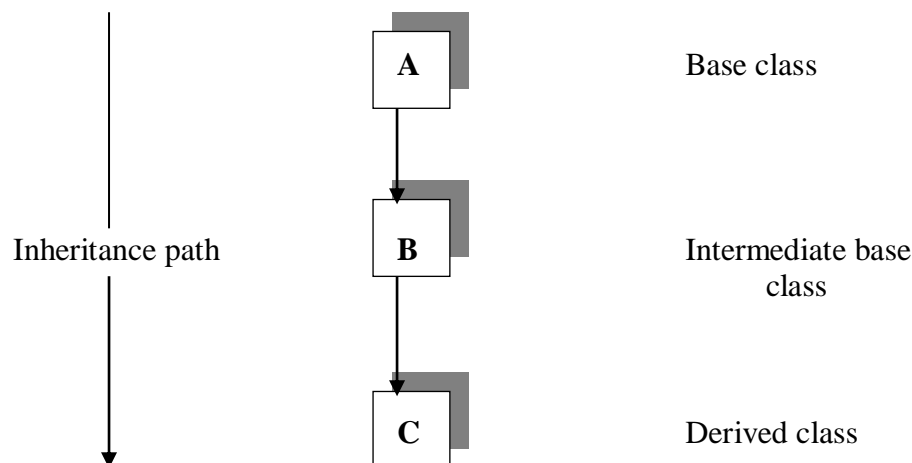 A
Base class
Inheritance path
B
Intermediate base
class
C
Derived class